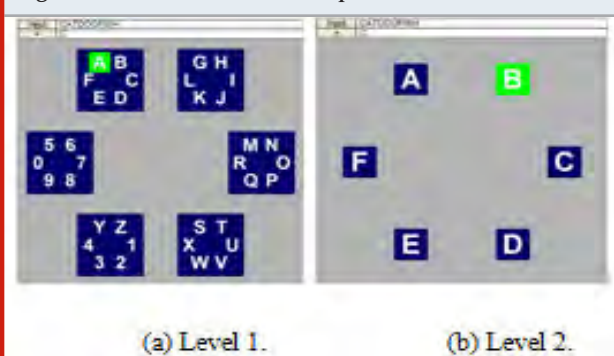 A B G H
F C L I
E D K J
5 6 M N
0 7 R O
9 8 Q P
Y Z S T
4 1 X U
3 2 W V
A B
F C
E D
(a) Level 1. (b) Level 2.